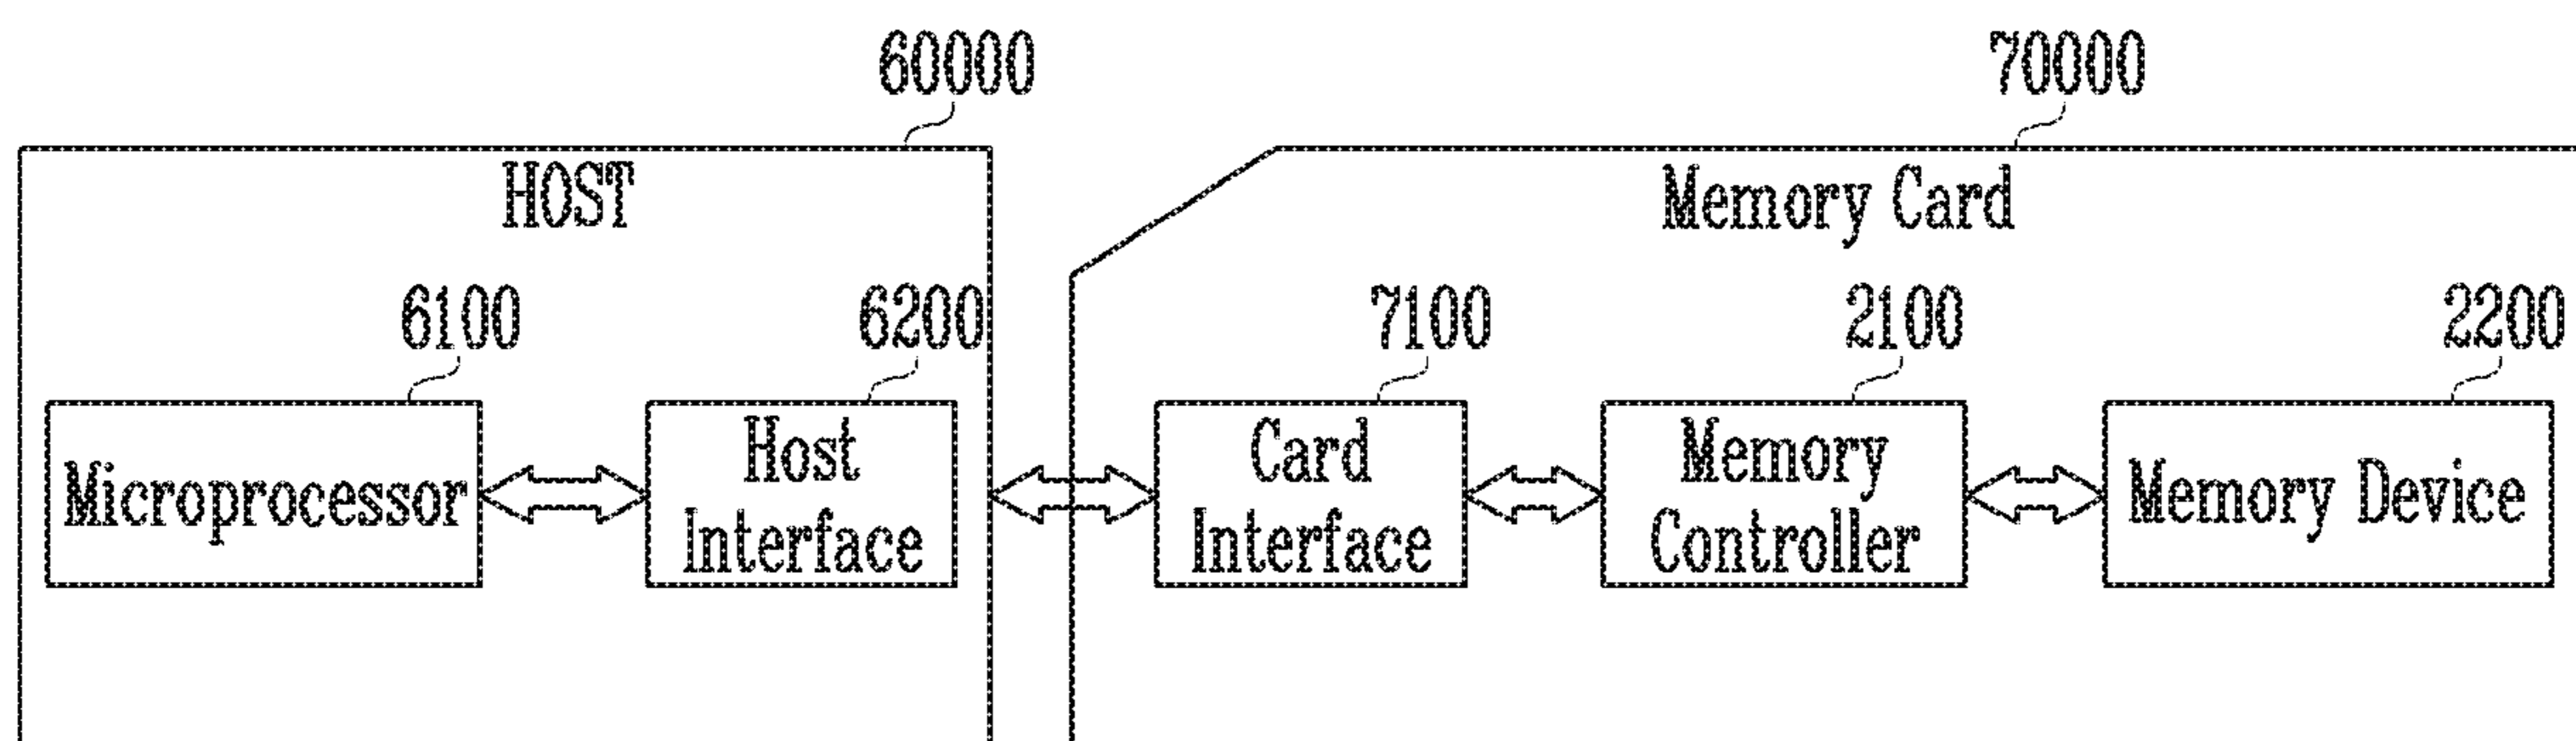 60000
70000
HOST
Memory Card
6100
6200
7100
2100
2200
Microprocessor
Host
Interface
Card
Interface
Memory
Controller
Memory Device